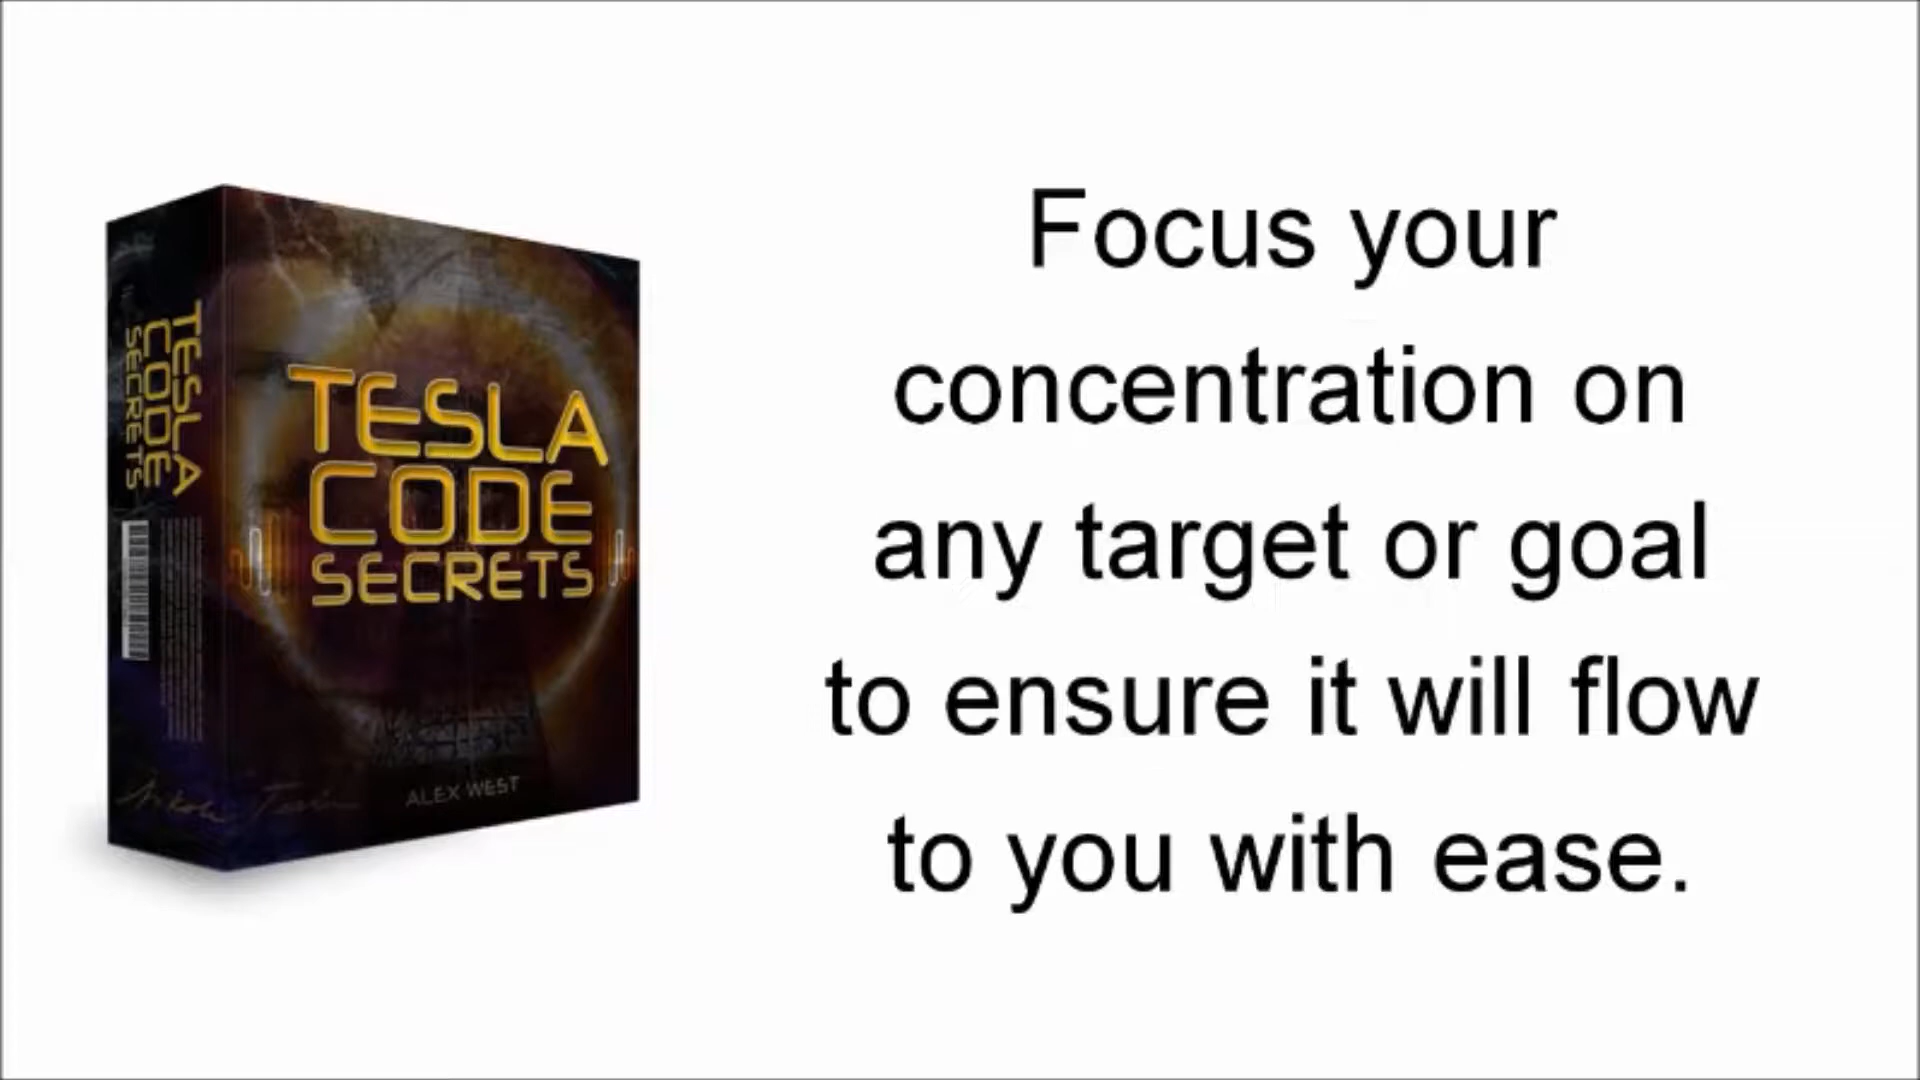 TESLA
CODE
SECRETS
TESLA
CODE
SECRETS
ALEX WEST
Focus your
concentration on
any target or goal
to ensure it will flow
to you with ease.